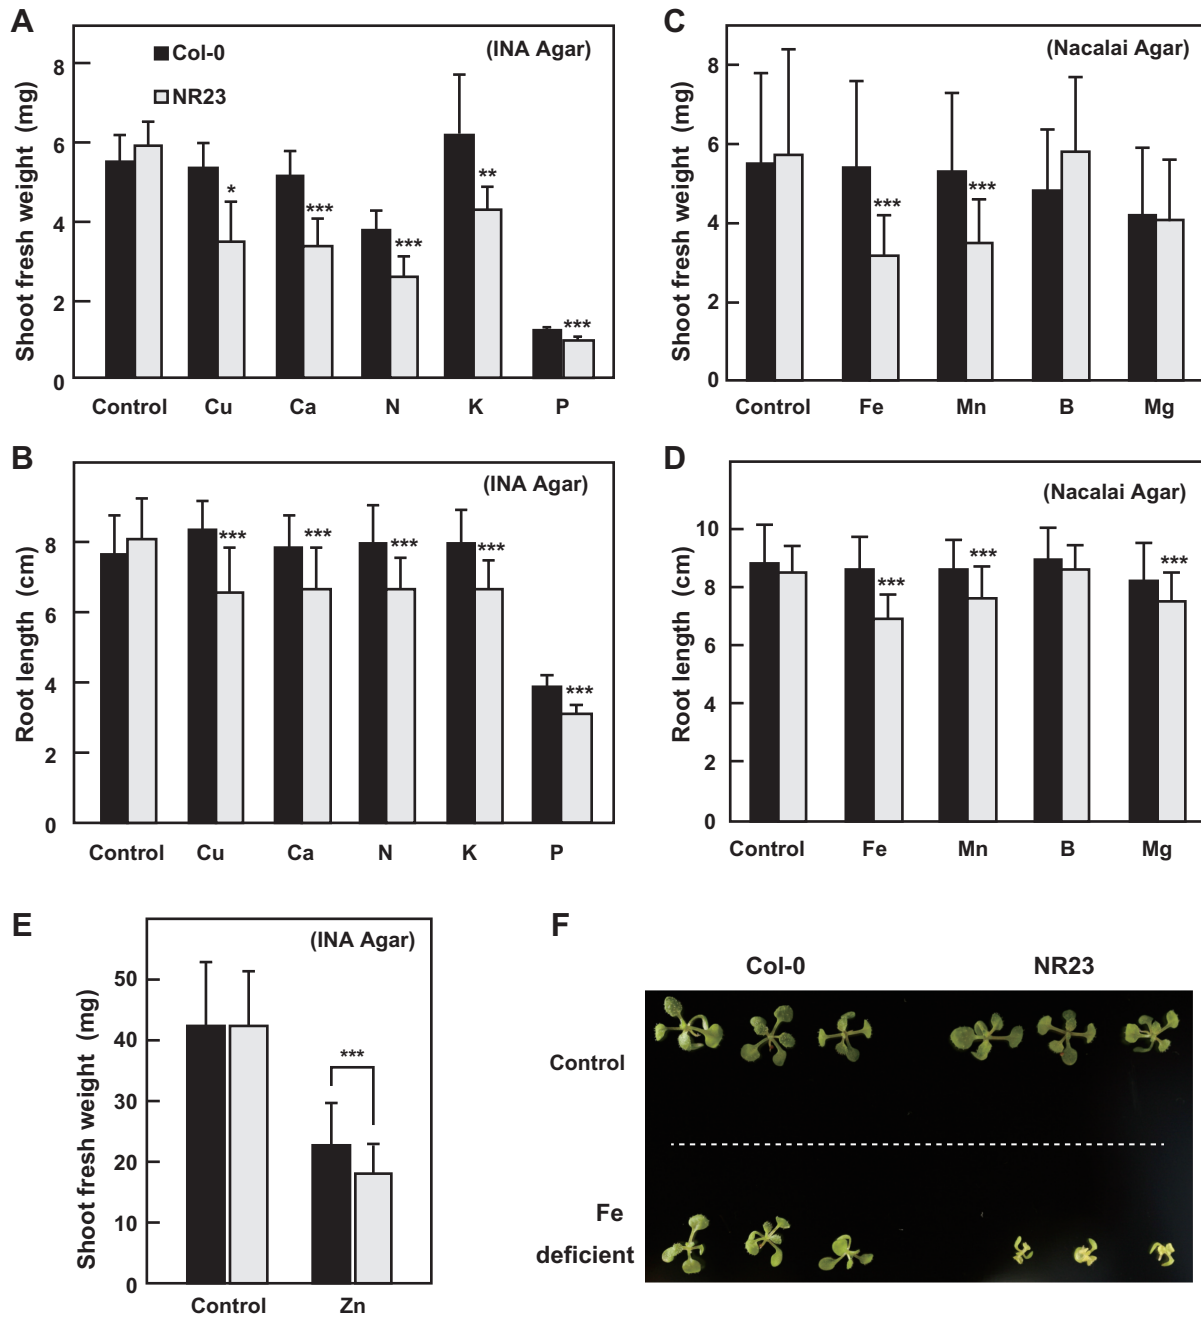 A
Shoot fresh weight (mg)
8
6
4
2
0
Col-0
NR23
(INA Agar)
*
***
***
**
***
Control Cu Ca N K P
C
Shoot fresh weight (mg)
8
6
4
2
0
(Nacalai Agar)
***
***
Control Fe Mn B Mg
B
Root length (cm)
8
6
4
2
0
(INA Agar)
***
***
***
***
***
Control Cu Ca N K P
D
Root length (cm)
10
8
6
4
2
0
(Nacalai Agar)
***
***
***
Control Fe Mn B Mg
E
Shoot fresh weight (mg)
50
40
30
20
10
0
(INA Agar)
***
Control Zn
F
Col-0 NR23
Control
Fe
deficient